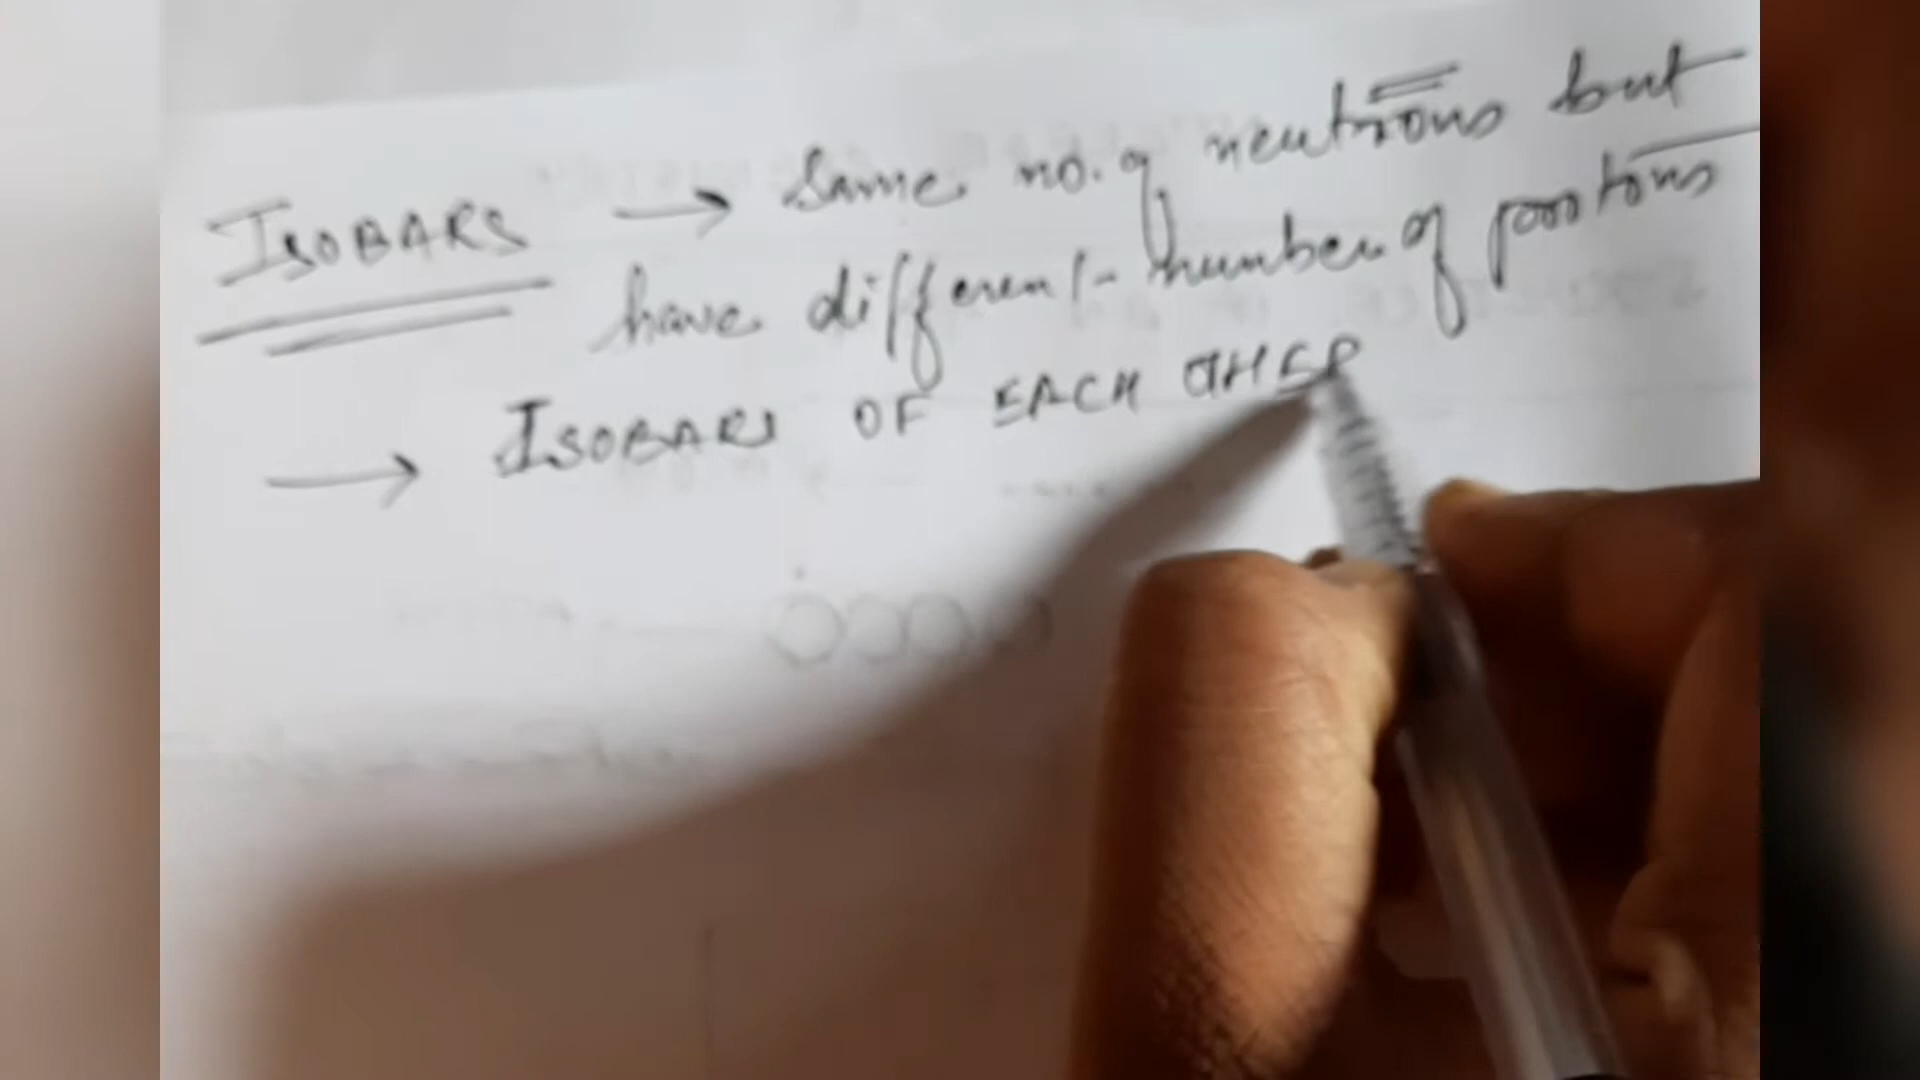 ISOBARS → Same no. of neutrons but
have different number of protons
→ ISOBARS OF EACH OTHER